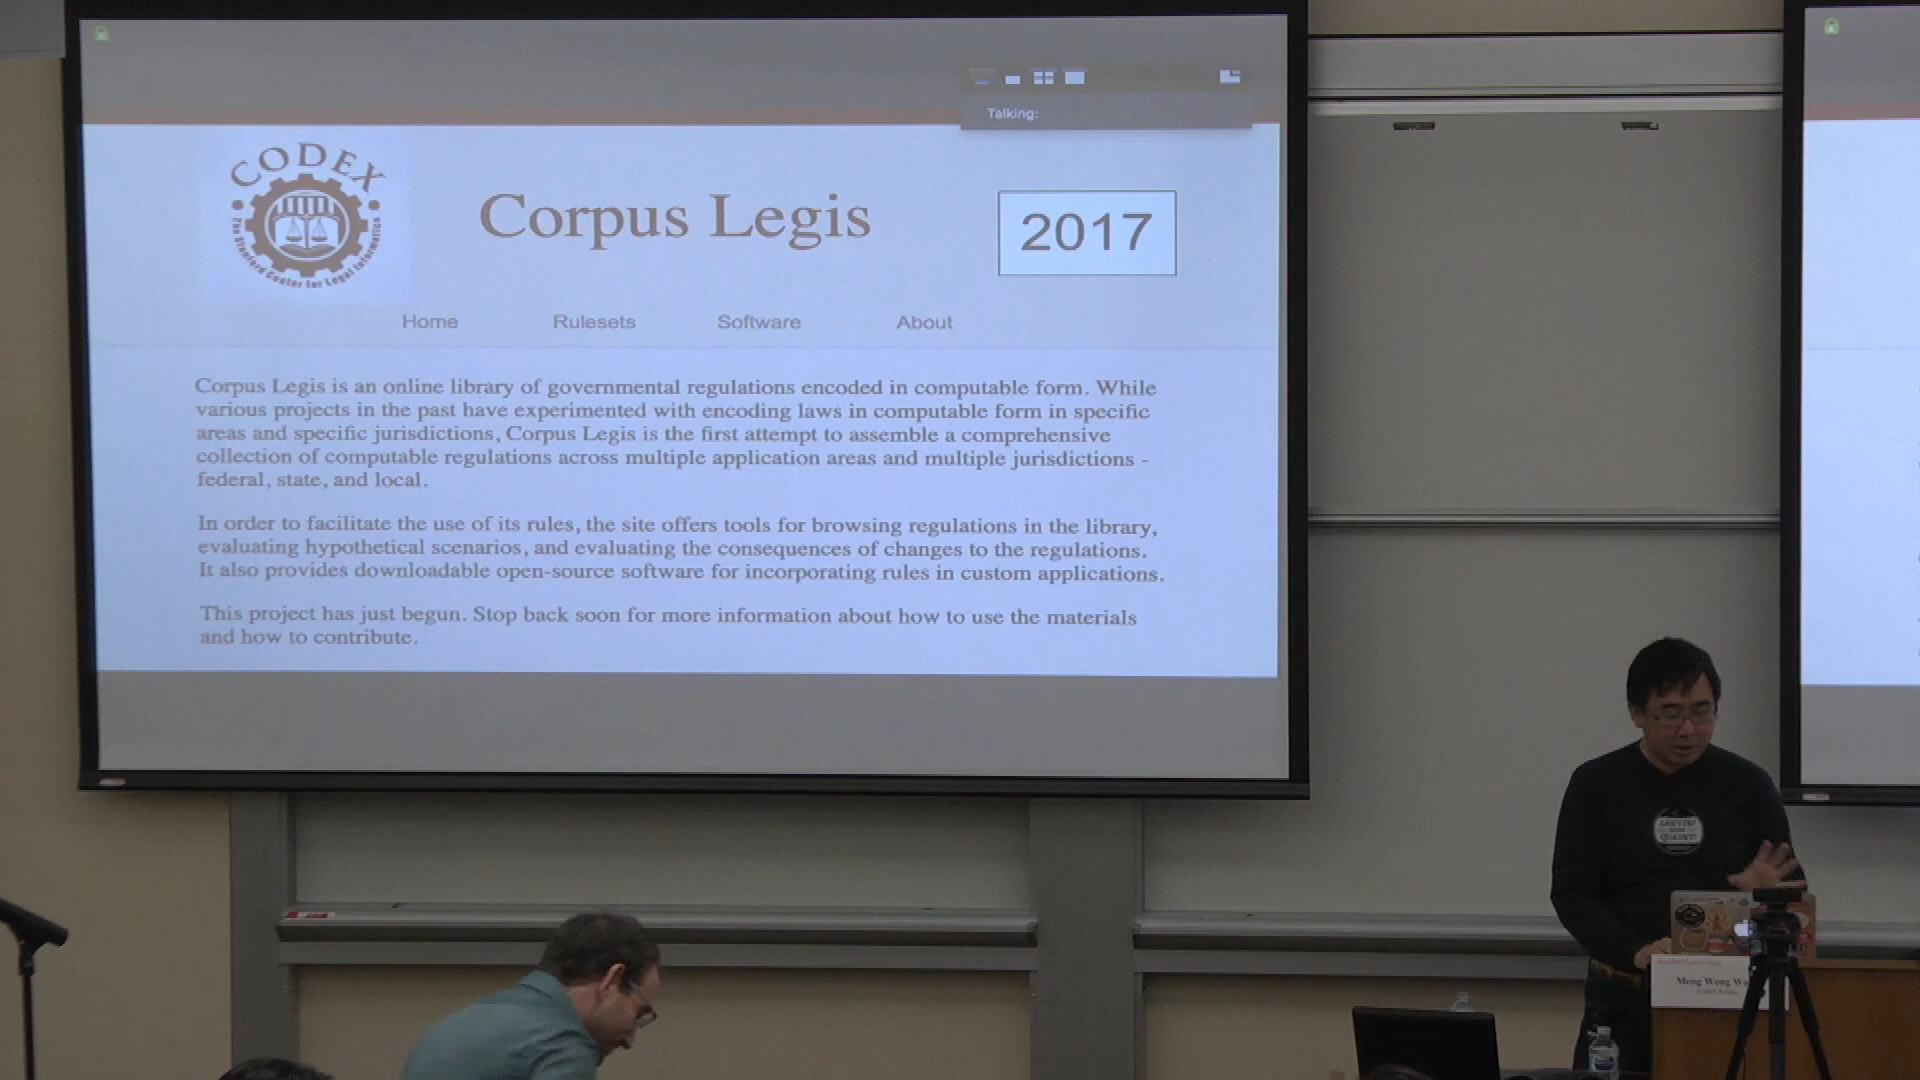 Talking:
CODEX
The Stanford Center for Legal Informatics
Corpus Legis
2017
Home Rulesets Software About
Corpus Legis is an online library of governmental regulations encoded in computable form. While
various projects in the past have experimented with encoding laws in computable form in specific
areas and specific jurisdictions, Corpus Legis is the first attempt to assemble a comprehensive
collection of computable regulations across multiple application areas and multiple jurisdictions -
federal, state, and local.
In order to facilitate the use of its rules, the site offers tools for browsing regulations in the library,
evaluating hypothetical scenarios, and evaluating the consequences of changes to the regulations.
It also provides downloadable open-source software for incorporating rules in custom applications.
This project has just begun. Stop back soon for more information about how to use the materials
and how to contribute.
Meng Weng